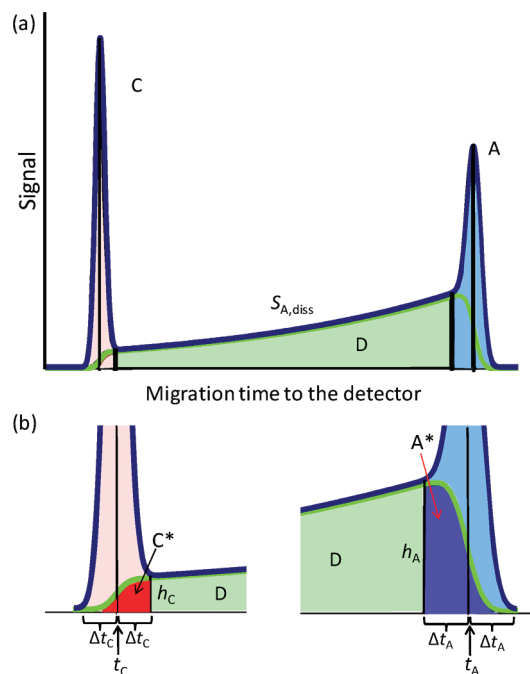 (a)
C
A
Signal
S_A,diss
D
Migration time to the detector
(b)
A*
C*
D
h_A
h_C
D
Δt_C Δt_C
Δt_A Δt_A
t_C
t_A